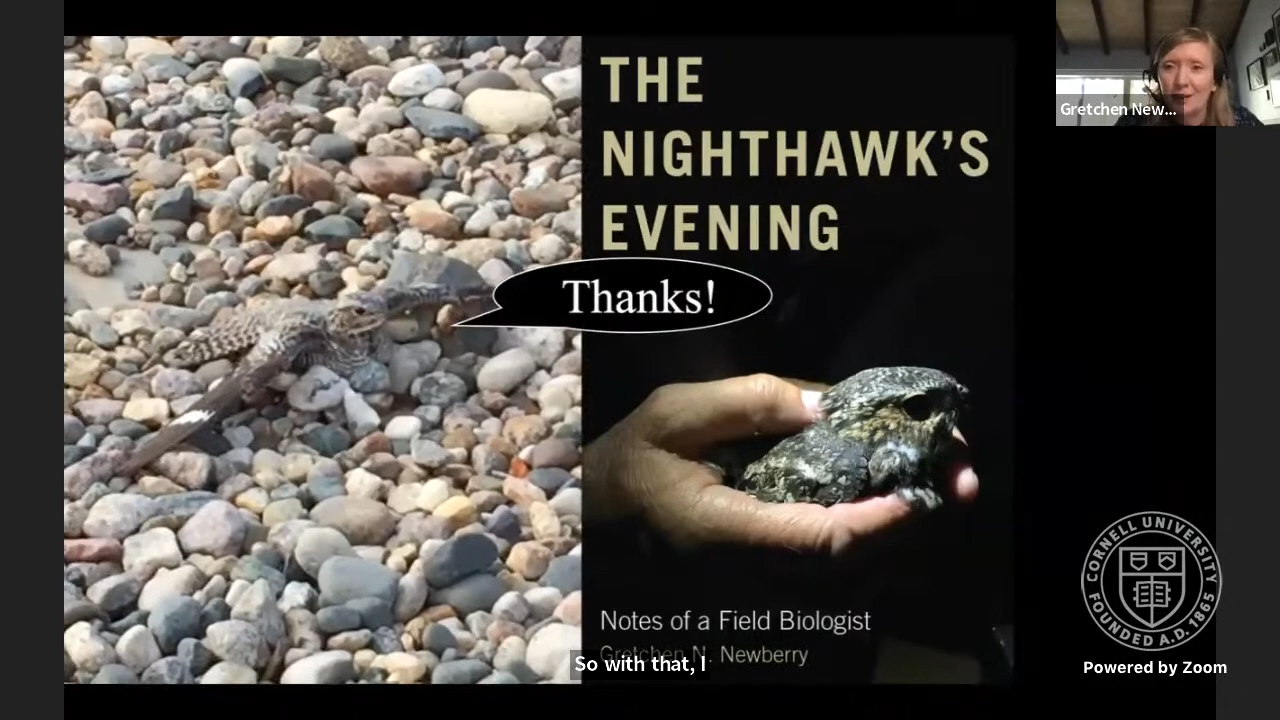 THE
NIGHTHAWK'S
EVENING
Thanks!
Notes of a Field Biologist
Gretchen N. Newberry
So with that, I
Gretchen New...
CORNELL UNIVERSITY
FOUNDED A.D. 1865
Powered by Zoom